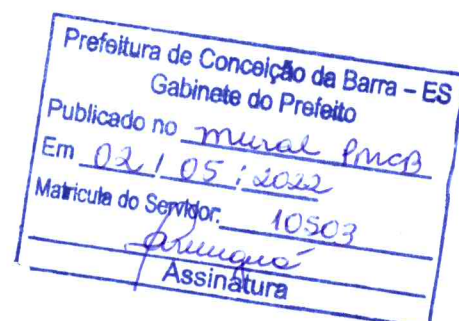 Prefeitura de Conceição da Barra – ES
Gabinete do Prefeito
Publicado no mural PMCB
Em 02 / 05 / 2022
Matricula do Servidor: 10503
Assinatura